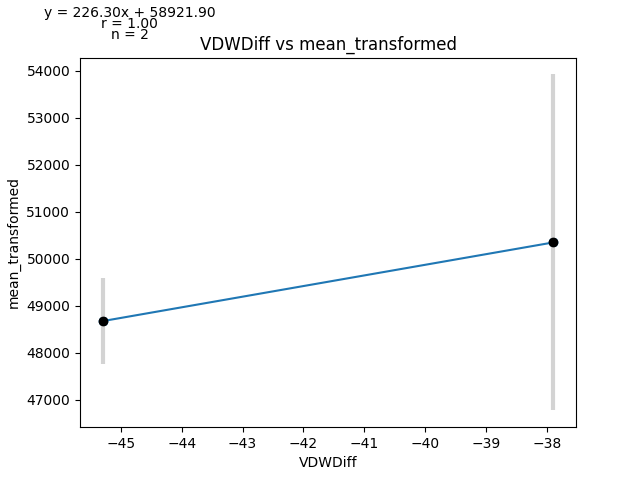 y = 226.30x + 58921.90
r = 1.00
n = 2
VDWDiff vs mean_transformed
54000
53000
52000
51000
50000
49000
48000
47000
mean_transformed
−45
−44
−43
−42
−41
−40
−39
−38
VDWDiff